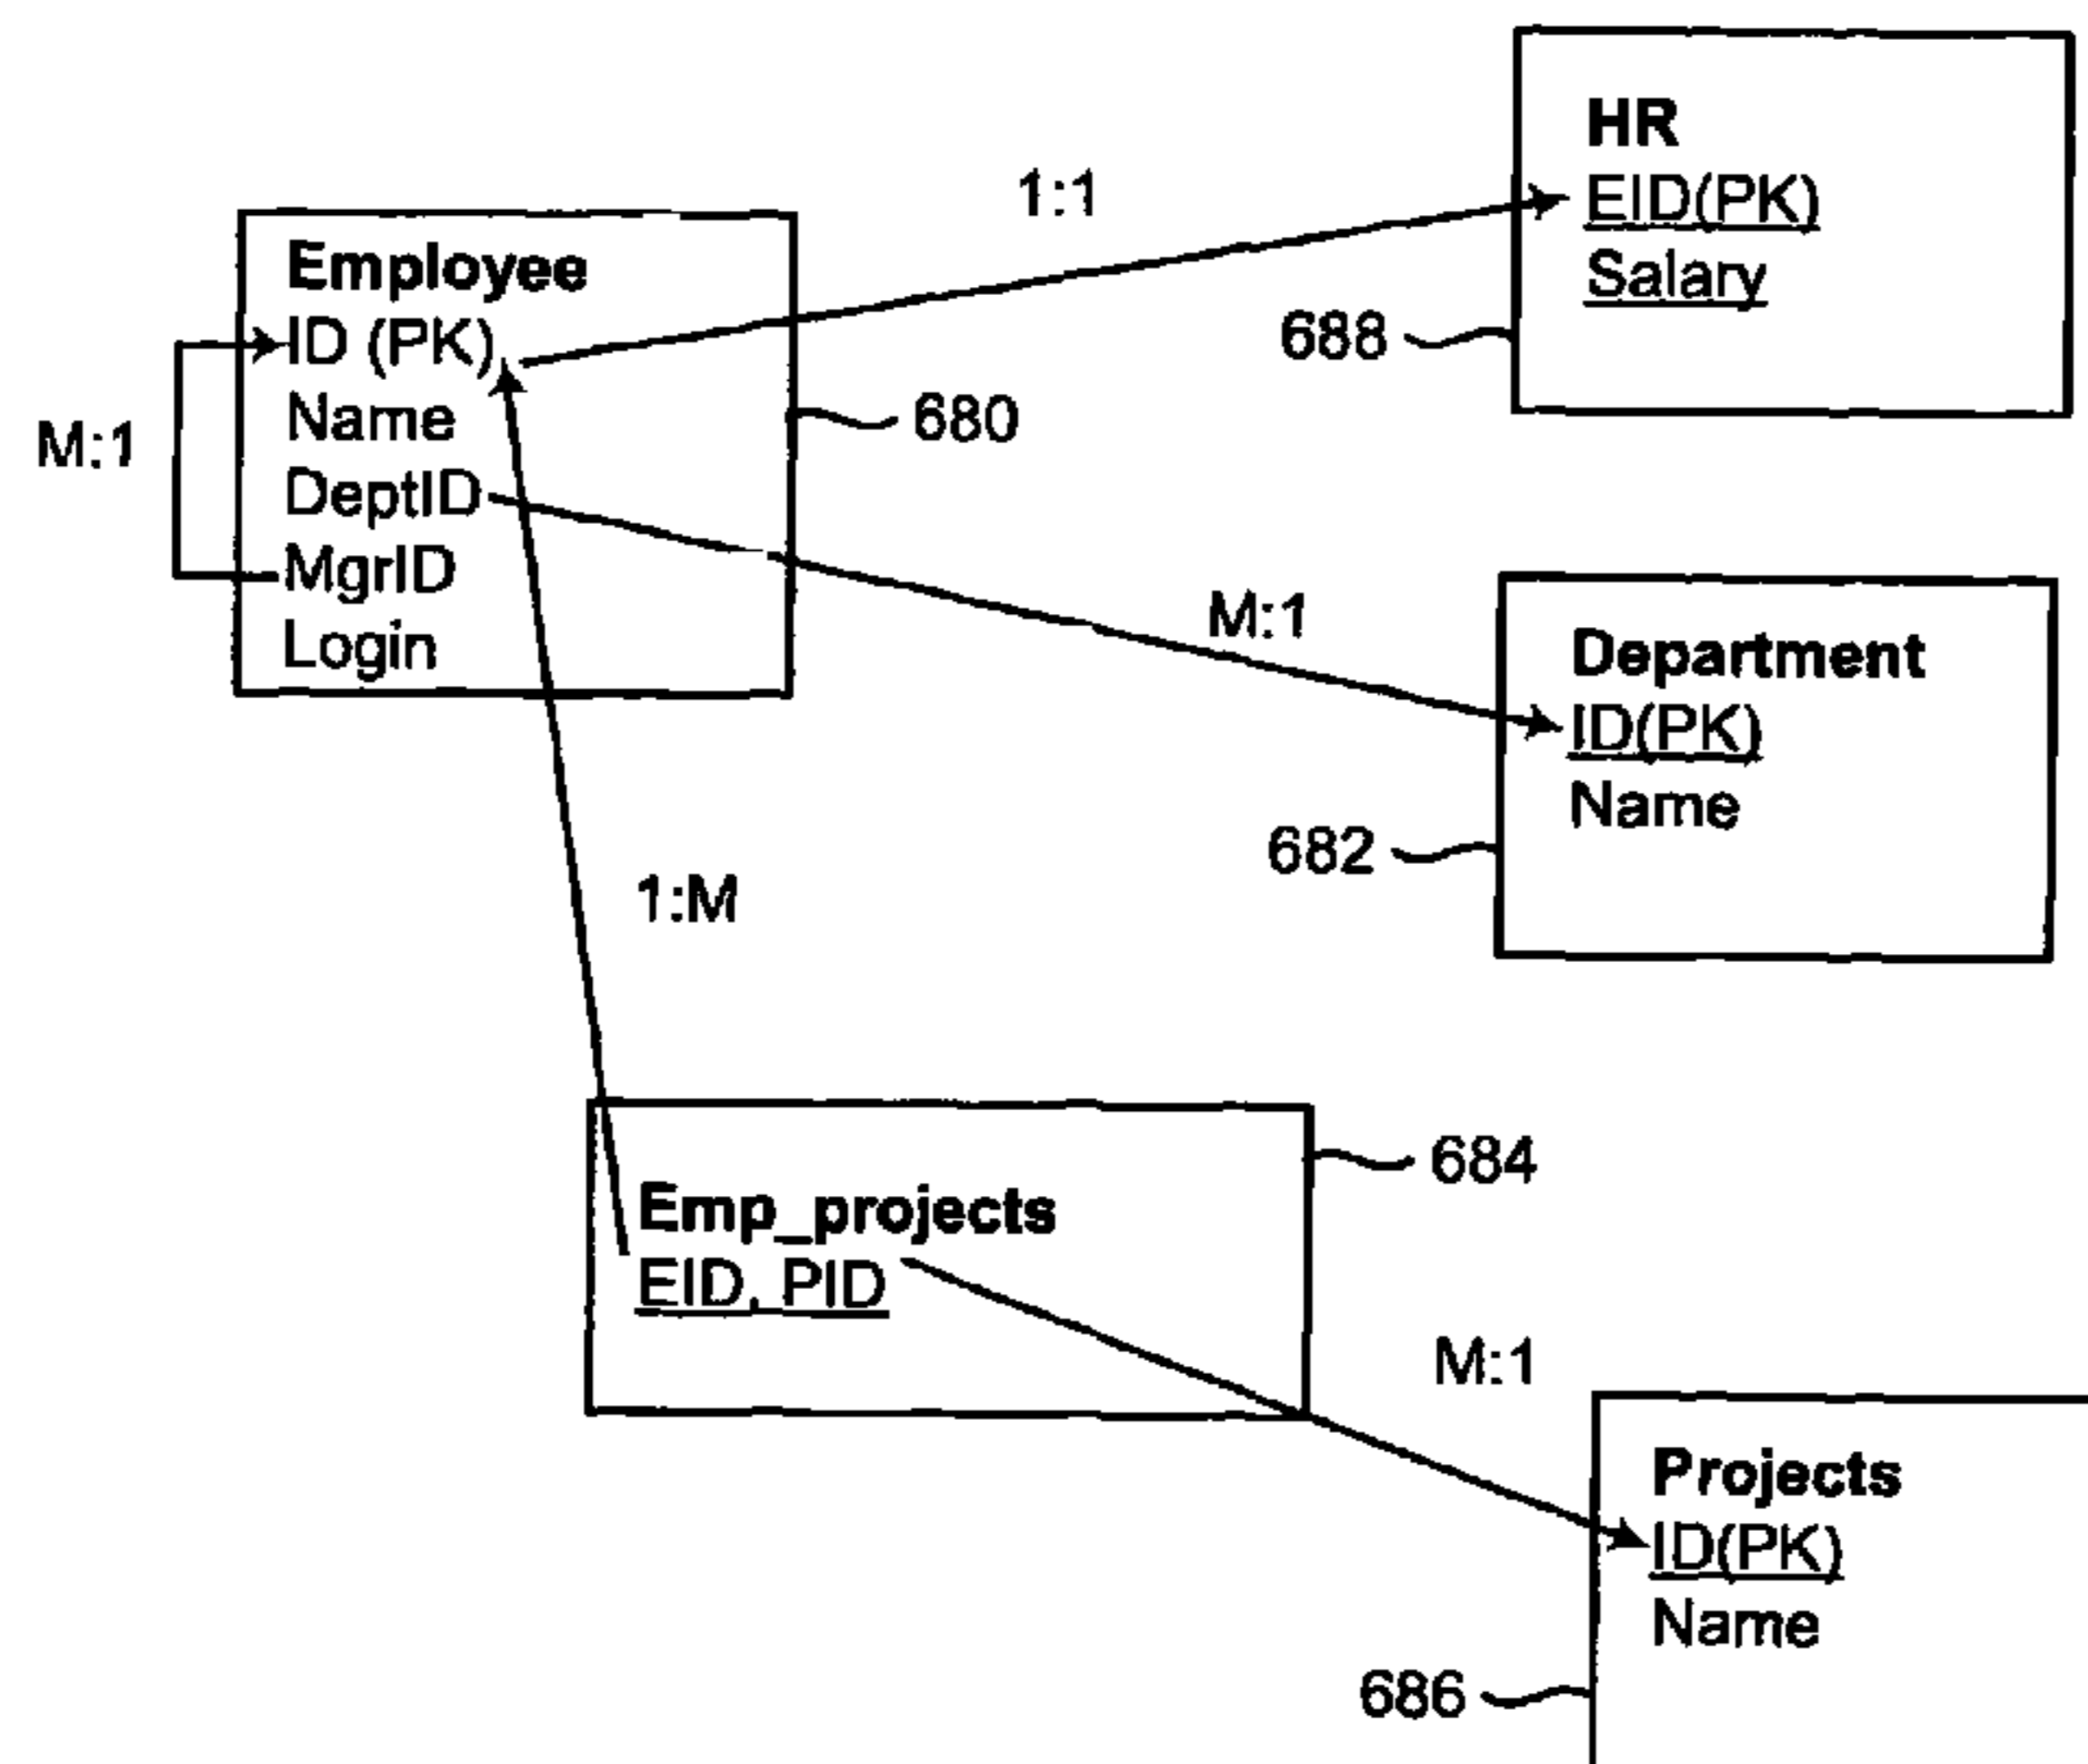 HR
EID(PK)
Salary
688
1:1
Employee
ID (PK)
Name
DeptID
MgrID
Login
680
M:1
M:1
Department
ID(PK)
Name
682
1:M
Emp_projects
EID, PID
684
M:1
Projects
ID(PK)
Name
686